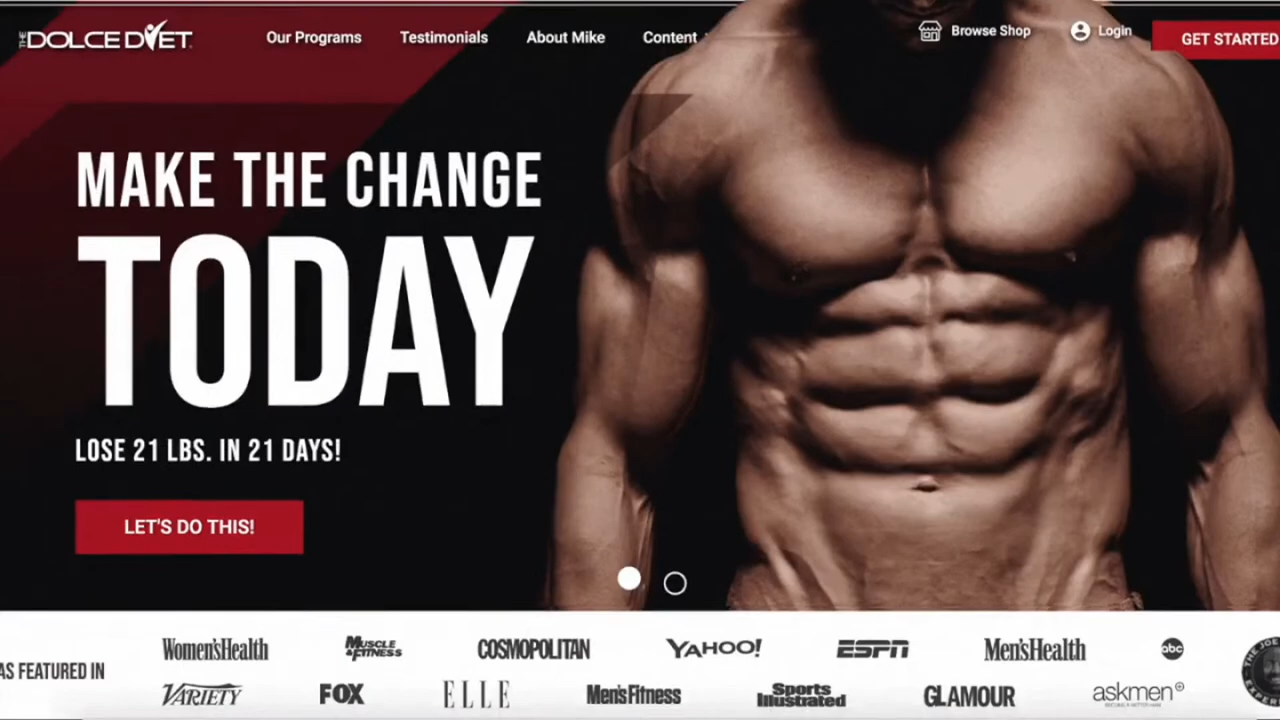 THE DOLCE DIET
Our Programs Testimonials About Mike Content Browse Shop Login GET STARTED
MAKE THE CHANGE
TODAY
LOSE 21 LBS. IN 21 DAYS!
LET'S DO THIS!
AS FEATURED IN
Women'sHealth MUSCLE &FITNESS COSMOPOLITAN YAHOO! ESPN Men'sHealth abc
VARIETY FOX ELLE Men'sFitness Sports Illustrated GLAMOUR askmen
THE JOE